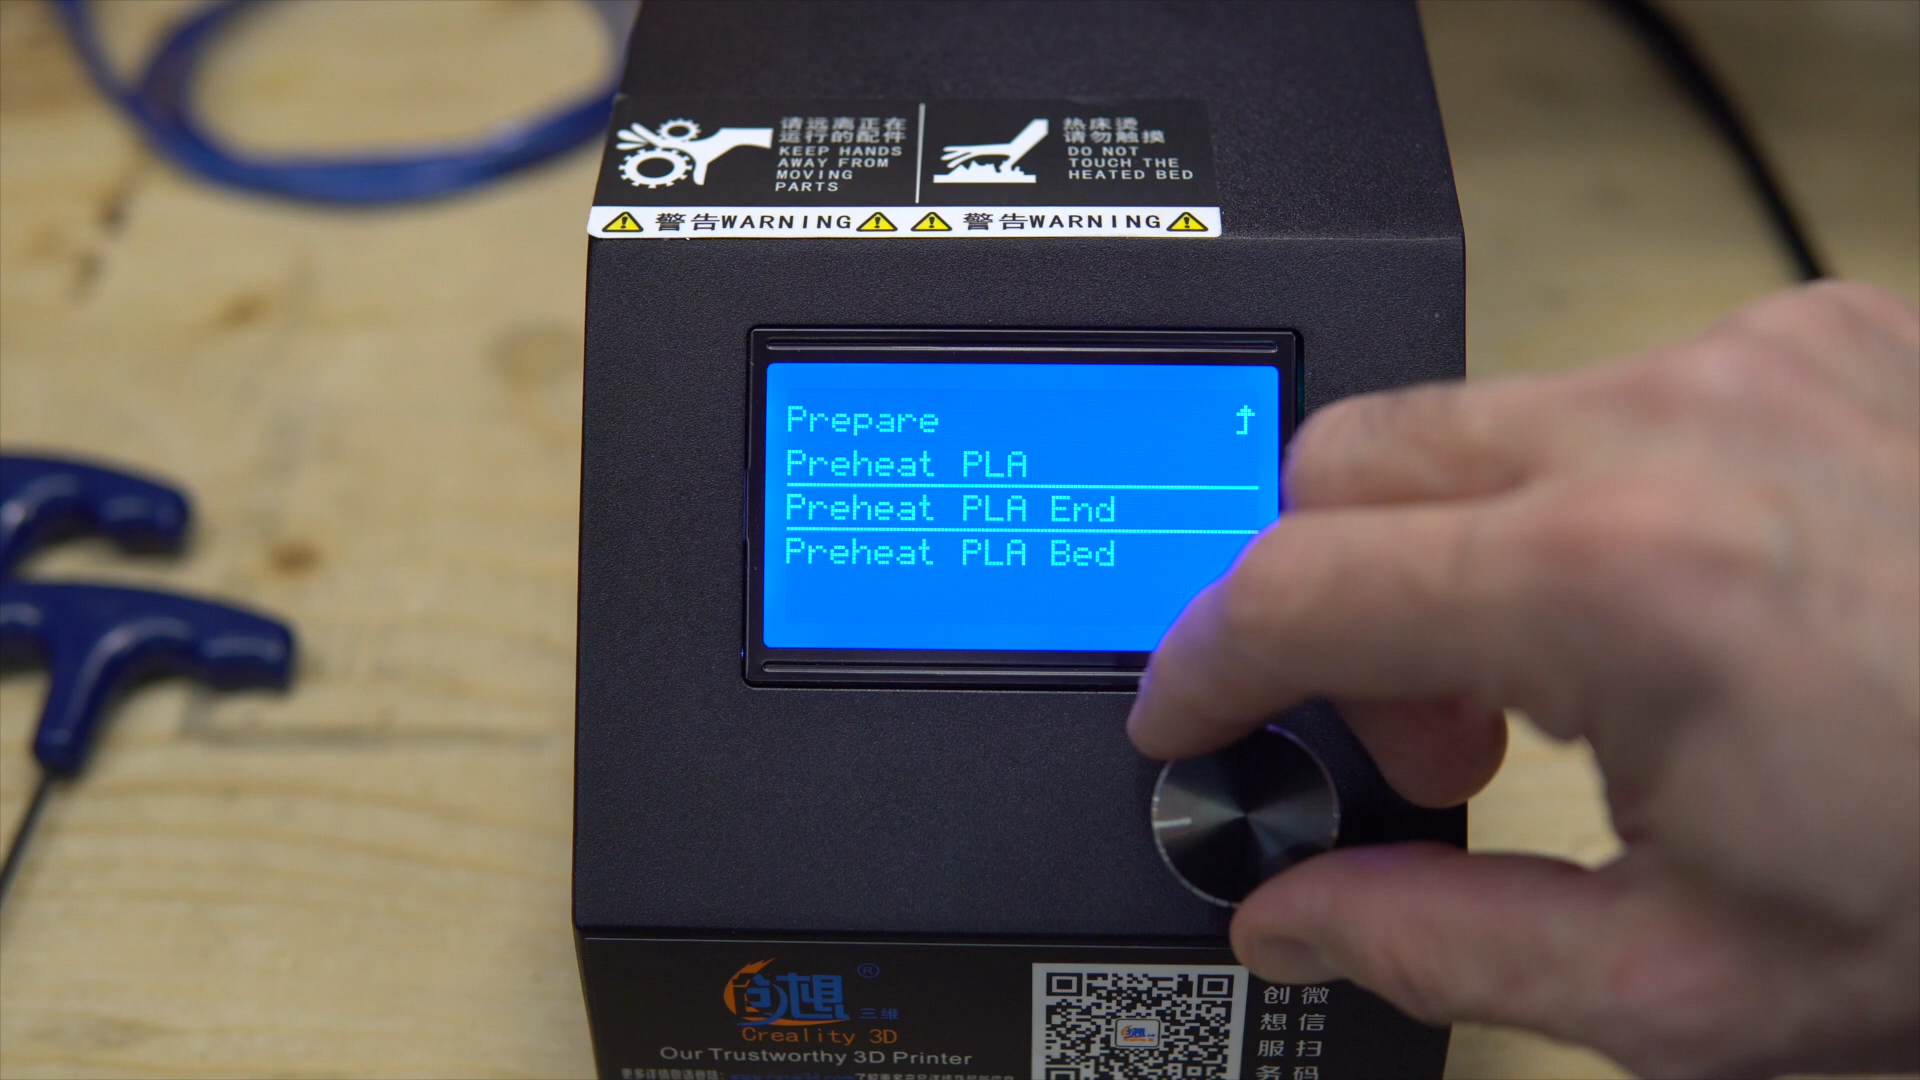 请远离正在
运行的配件
KEEP HANDS
AWAY FROM
MOVING
PARTS
热床烫
请勿触摸
DO NOT
TOUCH THE
HEATED BED
警告WARNING
警告WARNING
Prepare
Preheat PLA
Preheat PLA End
Preheat PLA Bed
创想®
三维
Creality 3D
Our Trustworthy 3D Printer
创 微
想 信
服 扫
务 码